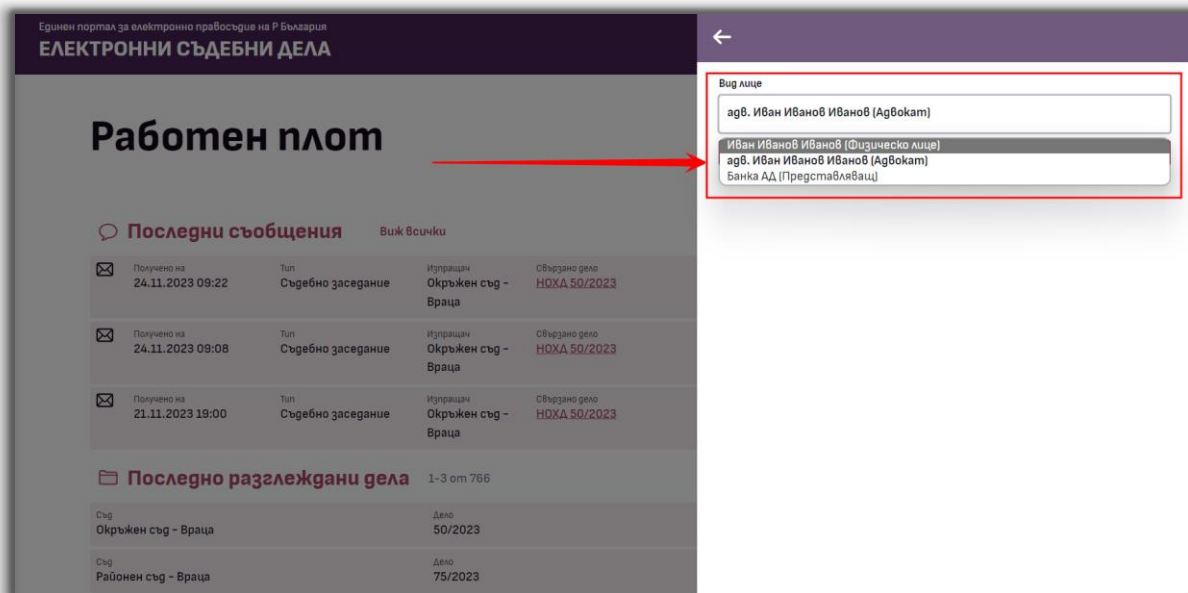 Единен портал за електронно правосъдие на Р България
ЕЛЕКТРОННИ СЪДЕБНИ ДЕЛА
Работен плот
Последни съобщения Виж всички
Получено на Тип Изпращач Свързано дело
24.11.2023 09:22 Съдебно заседание Окръжен съд – НОХД 50/2023
Враца
Получено на Тип Изпращач Свързано дело
24.11.2023 09:08 Съдебно заседание Окръжен съд – НОХД 50/2023
Враца
Получено на Тип Изпращач Свързано дело
21.11.2023 19:00 Съдебно заседание Окръжен съд – НОХД 50/2023
Враца
Последно разглеждани дела 1-3 от 766
Съд Дело
Окръжен съд – Враца 50/2023
Съд Дело
Районен съд – Враца 75/2023
Вид лице
адв. Иван Иванов Иванов (Адвокат)
Иван Иванов Иванов (Физическо лице)
адв. Иван Иванов Иванов (Адвокат)
Банка АД (Представляващ)